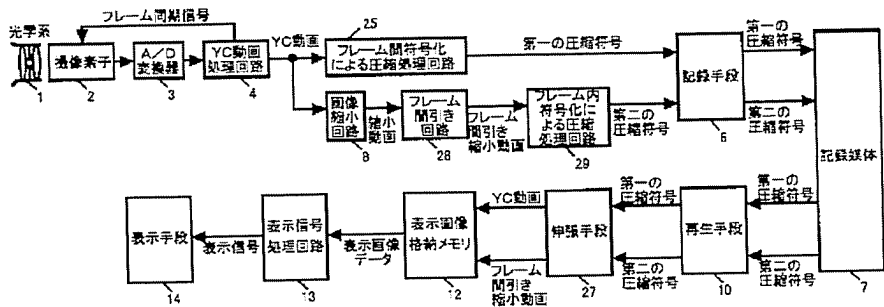 フレーム同期信号
光学系
撮像素子
A/D
変換器
YC動画
処理回路
YC動画
25
フレーム間符号化
による圧縮処理回路
第一の圧縮符号
第一の
圧縮符号
1
2
3
4
画像
縮小
回路
縮小
動画
フレーム
間引き
回路
フレーム
間引き
縮小動画
フレーム内
符号化に
よる圧縮
処理回路
第二の
圧縮符号
記録手段
第二の
圧縮符号
8
28
29
6
記録媒体
表示手段
表示信号
表示信号
処理回路
表示画像
データ
表示画像
格納メモリ
YC動画
フレーム
間引き
縮小動画
伸張手段
第一の
圧縮符号
第二の
圧縮符号
再生手段
第一の
圧縮符号
第二の
圧縮符号
14
13
12
27
10
7